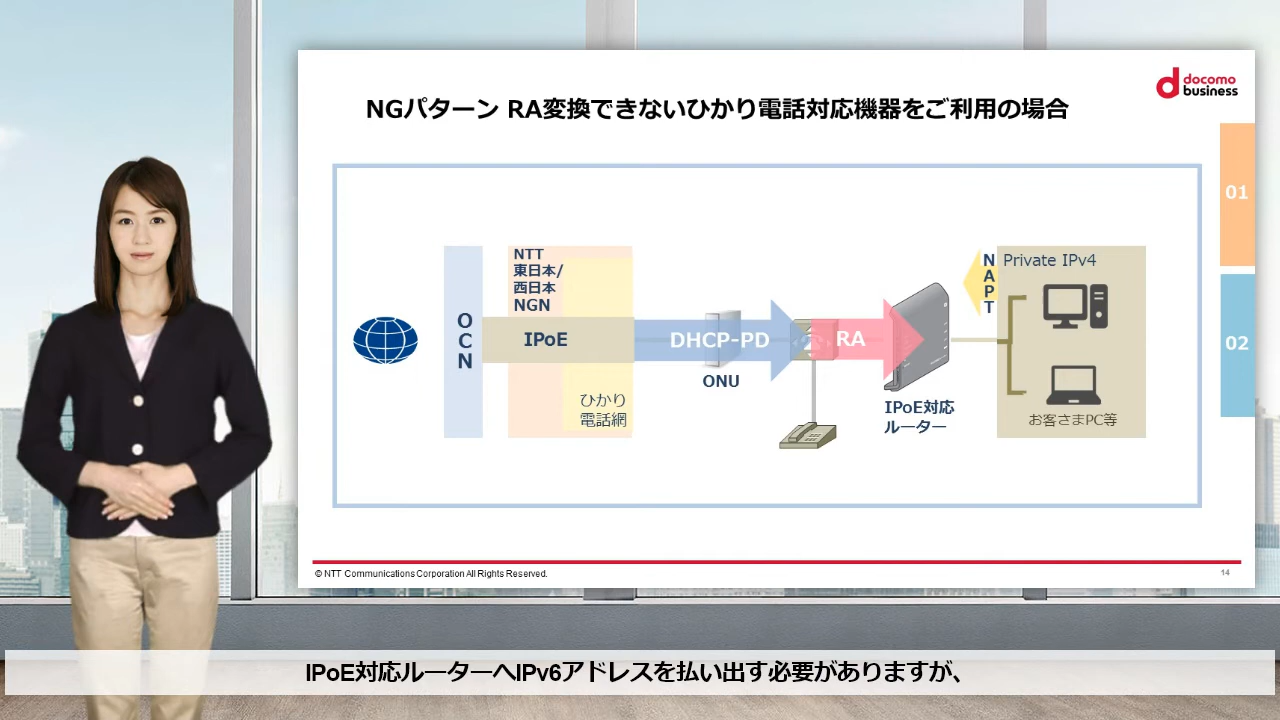 docomo
business
NGパターン RA変換できないひかり電話対応機器をご利用の場合
01
02
OCN
NTT
東日本/
西日本
NGN
IPoE
ひかり
電話網
DHCP-PD
ONU
RA
IPoE対応
ルーター
NAPT
Private IPv4
お客さまPC等
© NTT Communications Corporation All Rights Reserved.
14
IPoE対応ルーターへIPv6アドレスを払い出す必要がありますが、